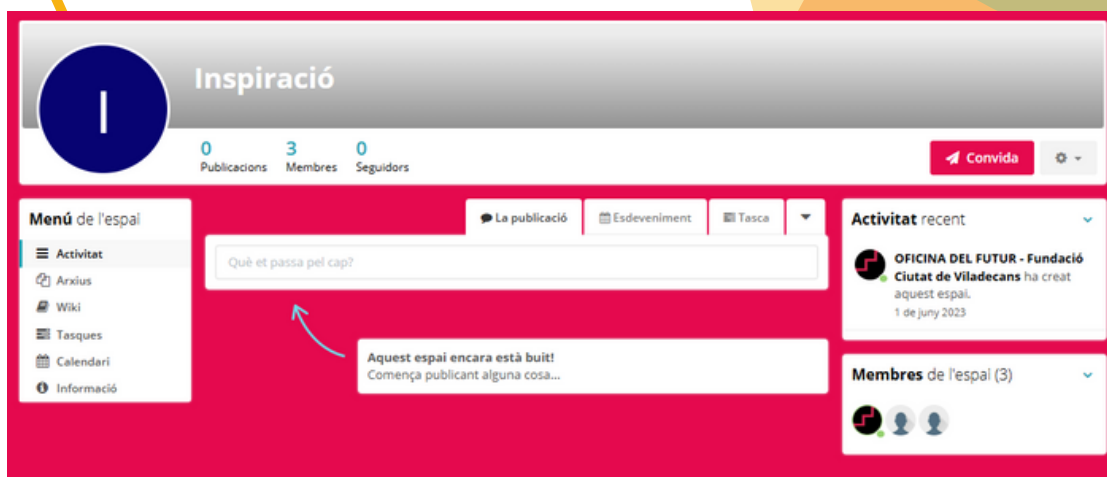 I
Inspiració
0
Publicacions
3
Membres
0
Seguidors
Convida
Menú de l'espai
Activitat
Arxius
Wiki
Tasques
Calendari
Informació
La publicació
Esdeveniment
Tasca
Què et passa pel cap?
Aquest espai encara està buit!
Comença publicant alguna cosa...
Activitat recent
OFICINA DEL FUTUR - Fundació
Ciutat de Viladecans ha creat
aquest espai.
1 de juny 2023
Membres de l'espai (3)